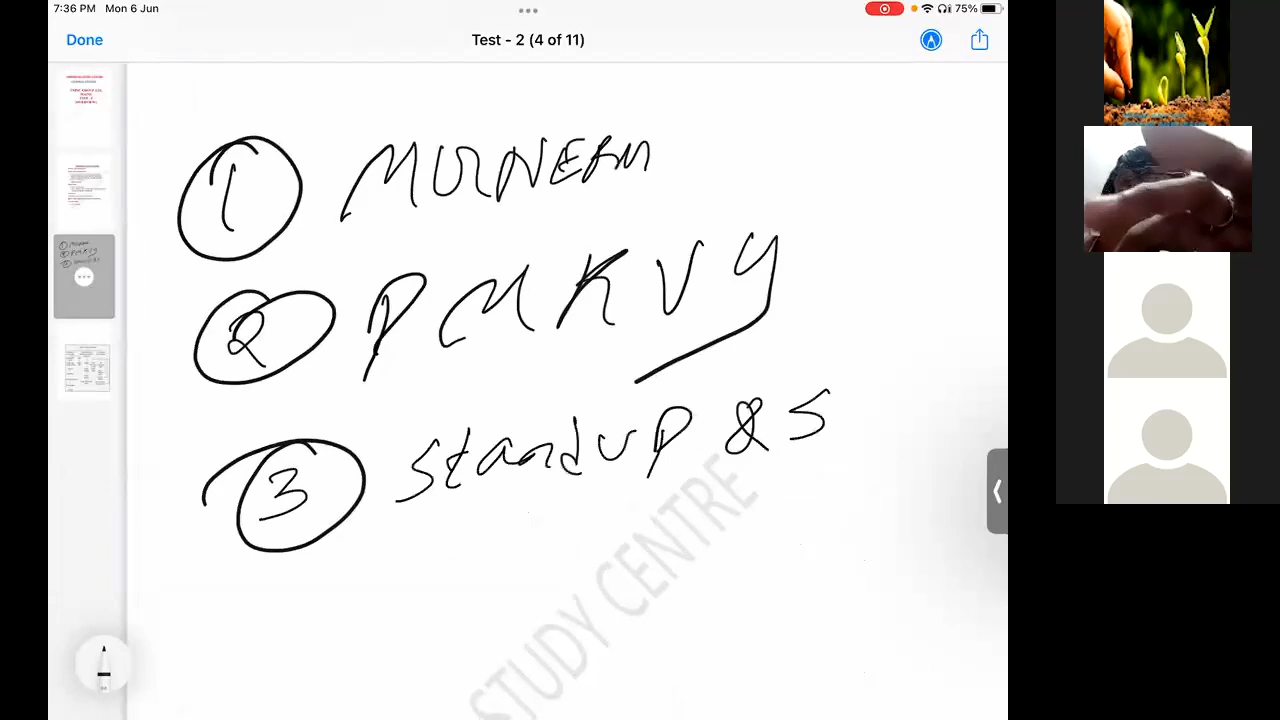 7:36 PM Mon 6 Jun
75%
Done
Test - 2 (4 of 11)
1
2 PMKVY
3 Standup & S
STUDY CENTRE